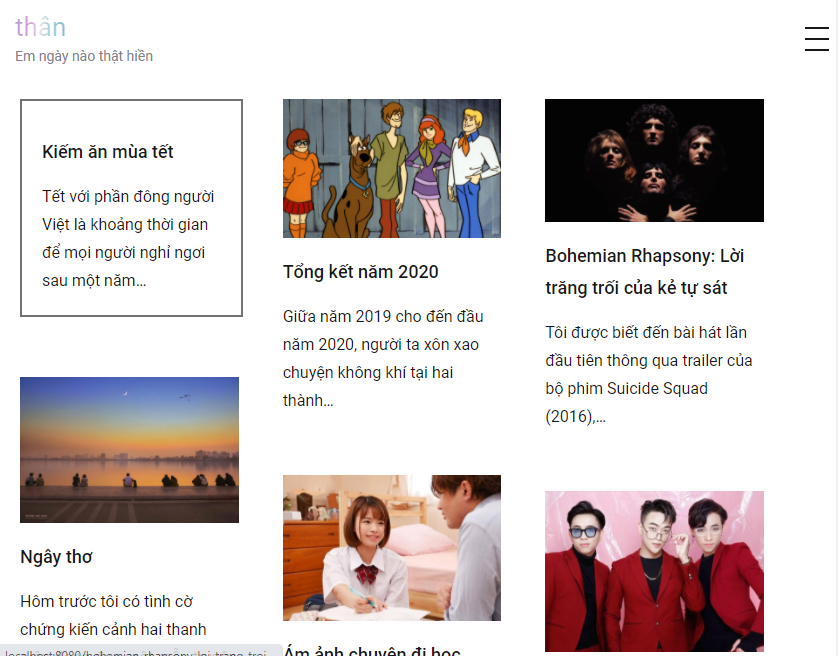 thân
Em ngày nào thật hiền
Kiếm ăn mùa tết
Tết với phần đông người
Việt là khoảng thời gian
để mọi người nghỉ ngơi
sau một năm…
Ngây thơ
Hôm trước tôi có tình cờ
chứng kiến cảnh hai thanh
Tổng kết năm 2020
Giữa năm 2019 cho đến đầu
năm 2020, người ta xôn xao
chuyện không khí tại hai
thành…
Ám ảnh chuyện đi học
Bohemian Rhapsony: Lời
trăng trối của kẻ tự sát
Tôi được biết đến bài hát lần
đầu tiên thông qua trailer của
bộ phim Suicide Squad
(2016),…
localhost:8080/bohemian-rhapsony-loi-trang-troi…